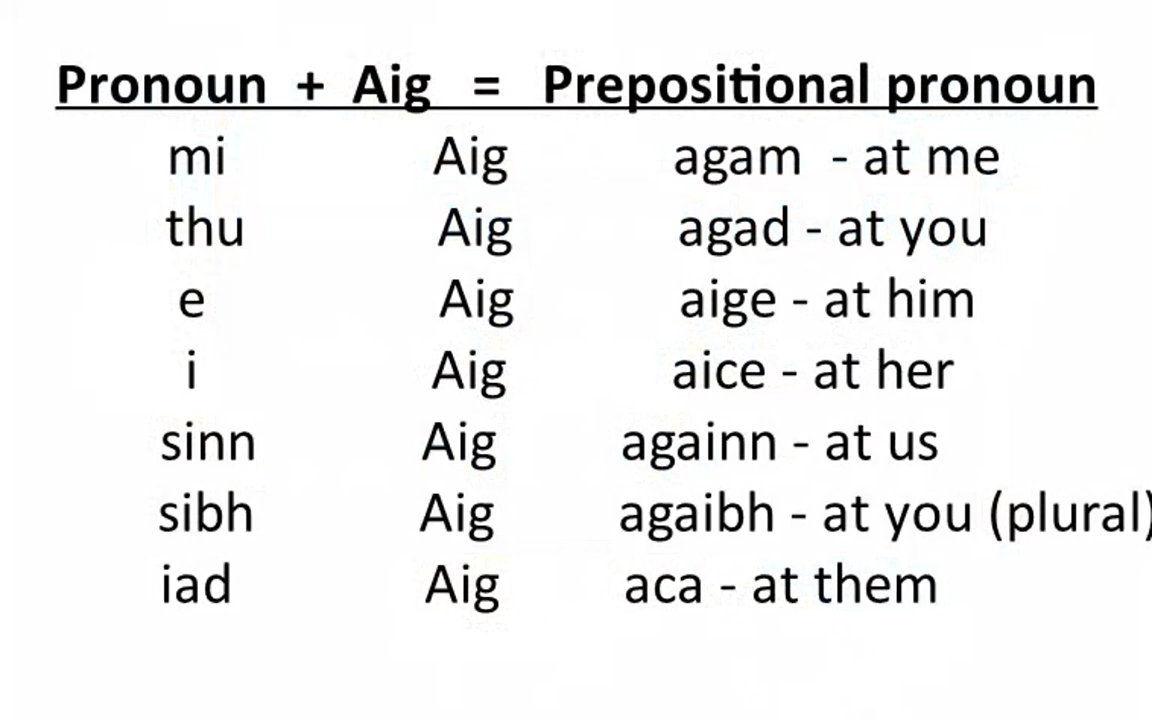 Pronoun + Aig = Prepositional pronoun
mi Aig agam - at me
thu Aig agad - at you
e Aig aige - at him
i Aig aice - at her
sinn Aig againn - at us
sibh Aig agaibh - at you (plural)
iad Aig aca - at them